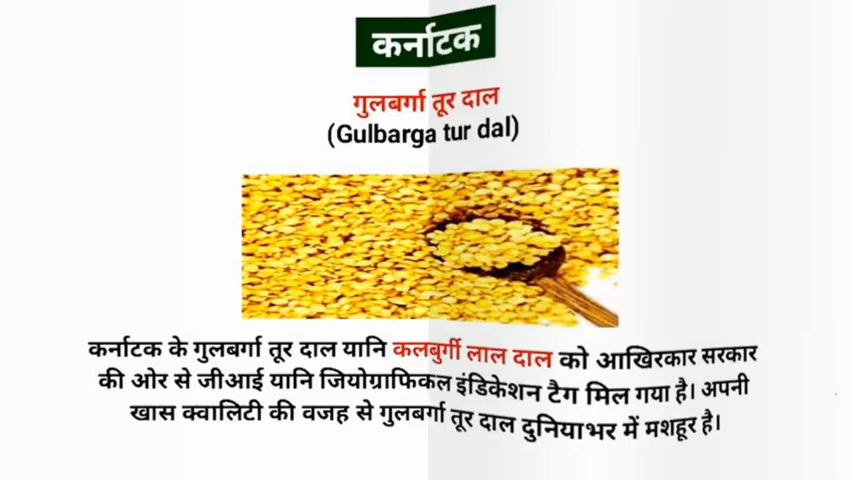 कर्नाटक
गुलबर्गा तूर दाल
(Gulbarga tur dal)
कर्नाटक के गुलबर्गा तूर दाल यानि कलबुर्गी लाल दाल को आखिरकार सरकार
की ओर से जीआई यानि जियोग्राफिकल इंडिकेशन टैग मिल गया है। अपनी
खास क्वालिटी की वजह से गुलबर्गा तूर दाल दुनियाभर में मशहूर है।